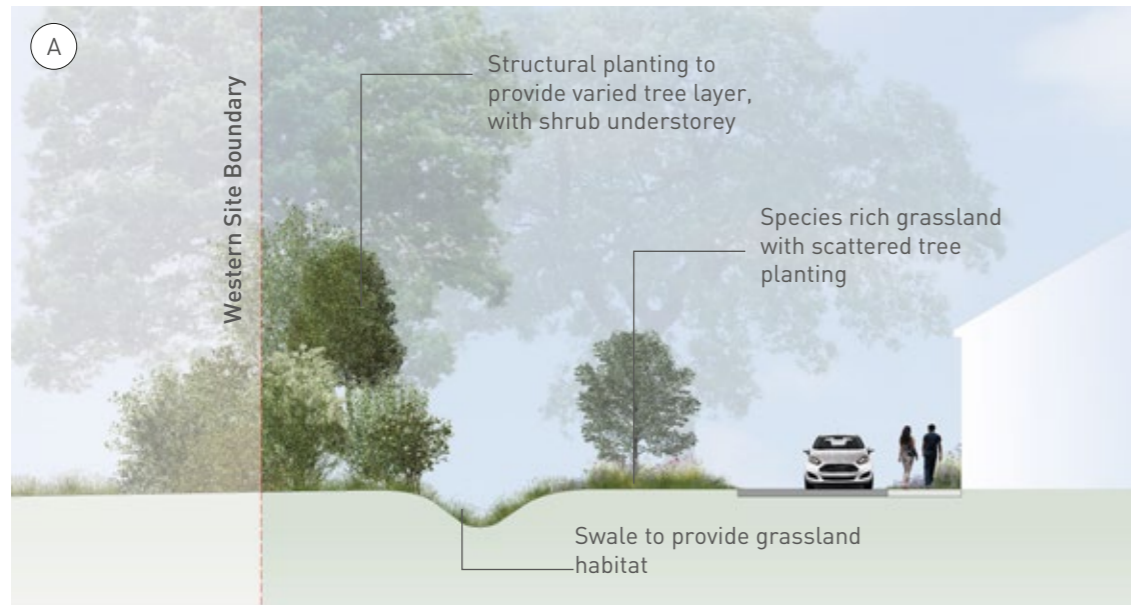 A
Western Site Boundary
Structural planting to
provide varied tree layer,
with shrub understorey
Species rich grassland
with scattered tree
planting
Swale to provide grassland
habitat